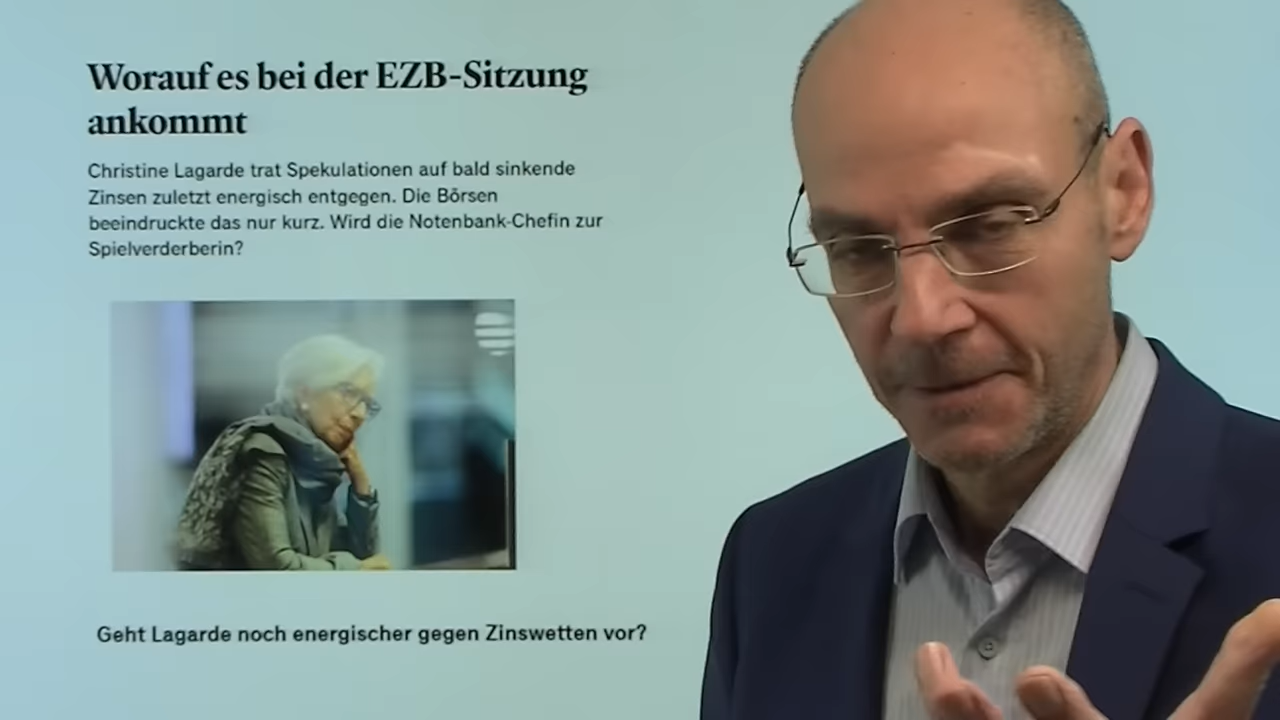 Worauf es bei der EZB-Sitzung
ankommt
Christine Lagarde trat Spekulationen auf bald sinkende
Zinsen zuletzt energisch entgegen. Die Börsen
beeindruckte das nur kurz. Wird die Notenbank-Chefin zur
Spielverderberin?
Geht Lagarde noch energischer gegen Zinswetten vor?